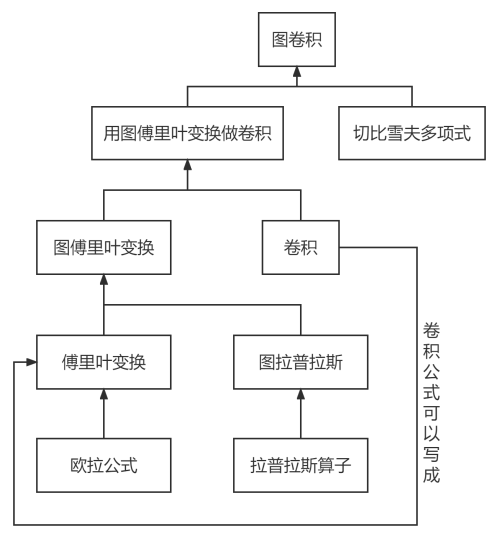 图卷积
用图傅里叶变换做卷积
切比雪夫多项式
图傅里叶变换
卷积
傅里叶变换
图拉普拉斯
欧拉公式
拉普拉斯算子
卷积公式可以写成